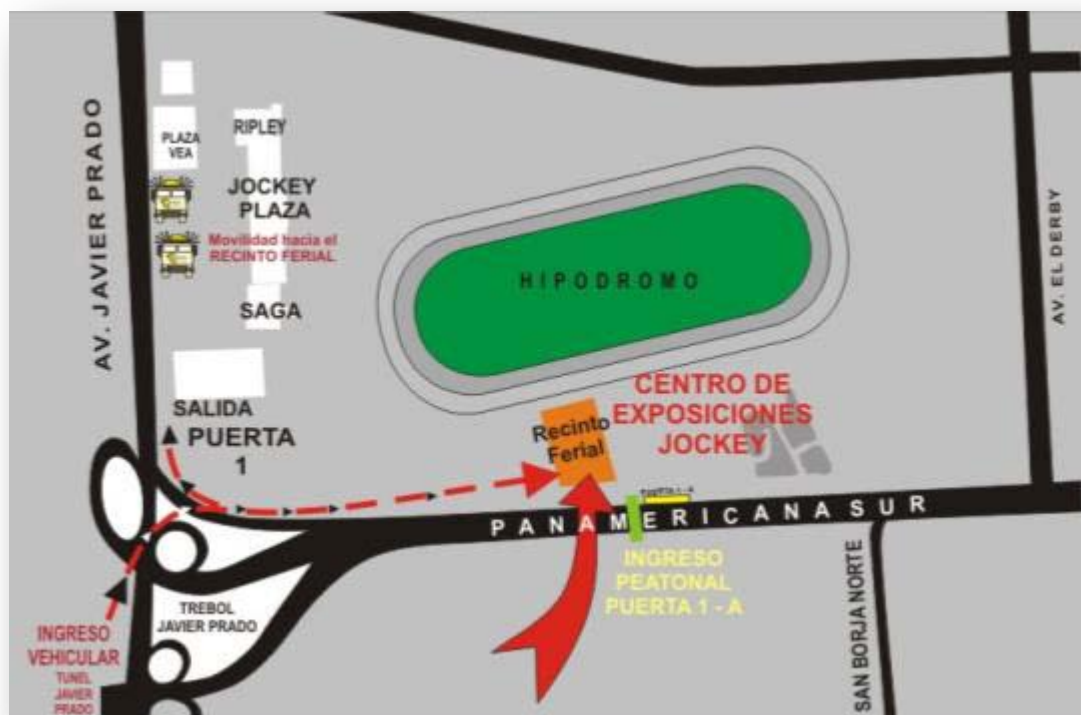 AV. JAVIER PRADO
PLAZA
VEA
RIPLEY
JOCKEY
PLAZA
Movilidad hacia el
RECINTO FERIAL
SAGA
HIPODROMO
AV. EL DERBY
CENTRO DE
EXPOSICIONES
JOCKEY
Recinto
Ferial
SALIDA
PUERTA
1
PUERTA 1 - A
PANAMERICANA SUR
INGRESO
PEATONAL
PUERTA 1 - A
SAN BORJA NORTE
TREBOL
JAVIER PRADO
INGRESO
VEHICULAR
TUNEL
JAVIER
PRADO